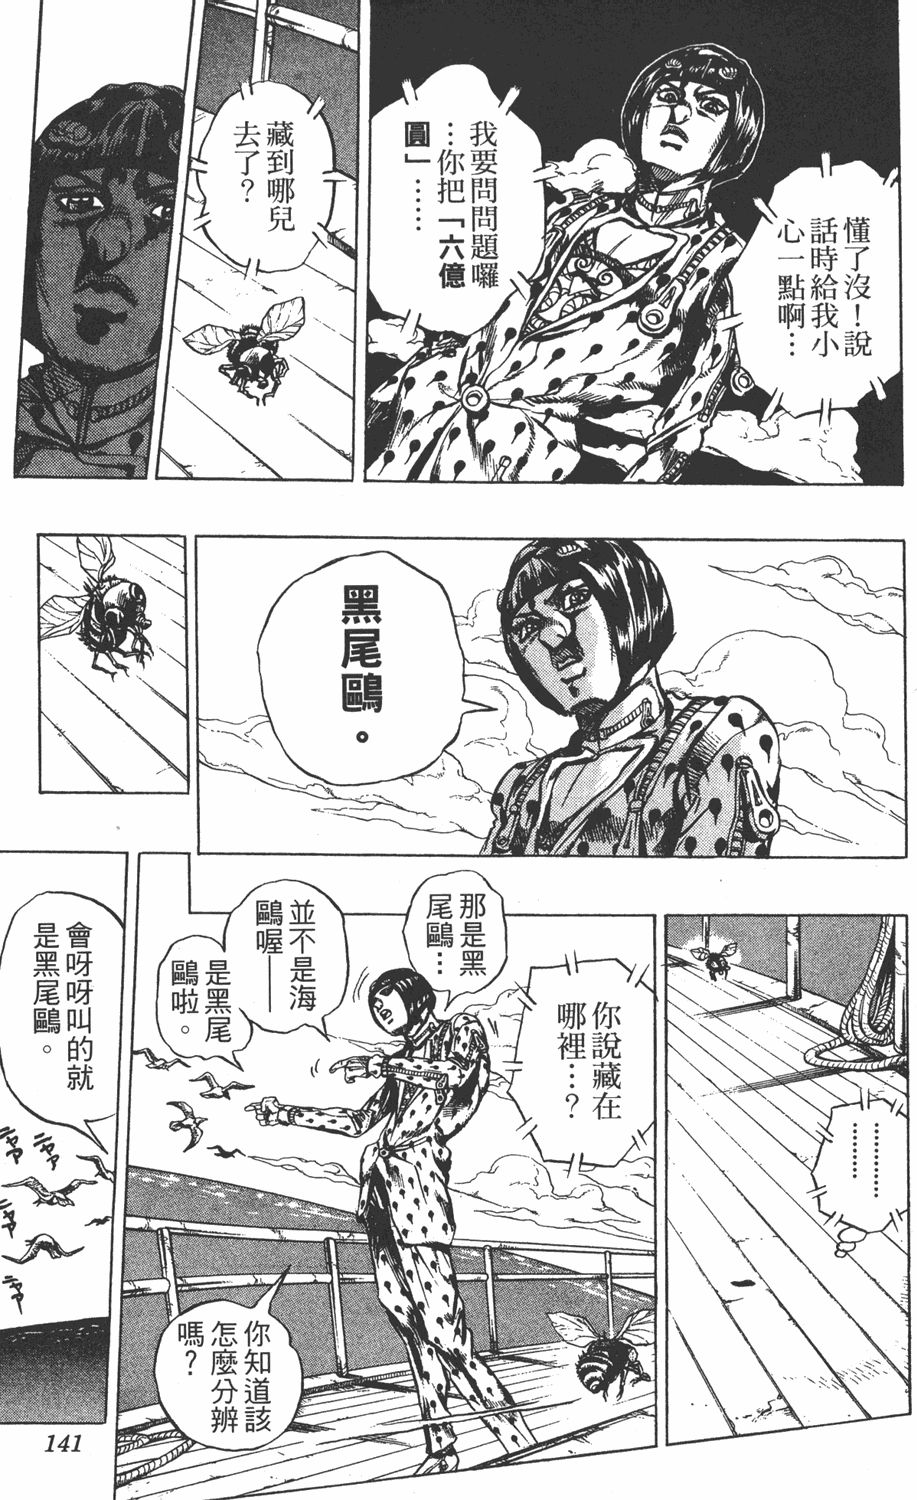 懂了沒！說
話時給我小
心一點啊…
我要問問題囉
…你把「六億
圓」……
藏到哪兒
去了？
黑尾鷗。
…………
你說藏在
哪裡…？
那是黑
尾鷗…
並不是海
鷗喔──
是黑尾
鷗啦。
你知道該
怎麼分辨
嗎？
會呀呀叫的就
是黑尾鷗。
ニャア
ニャア
ニャア
ニャア
141